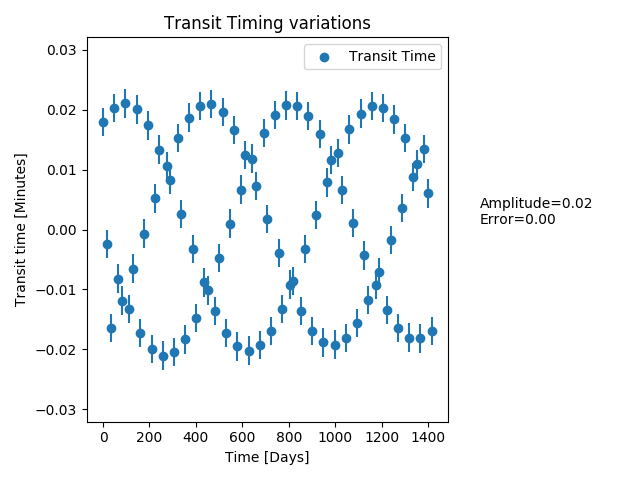 Transit Timing variations
Transit Time
0.03
0.02
0.01
0.00
−0.01
−0.02
−0.03
Transit time [Minutes]
0 200 400 600 800 1000 1200 1400
Time [Days]
Amplitude=0.02
Error=0.00